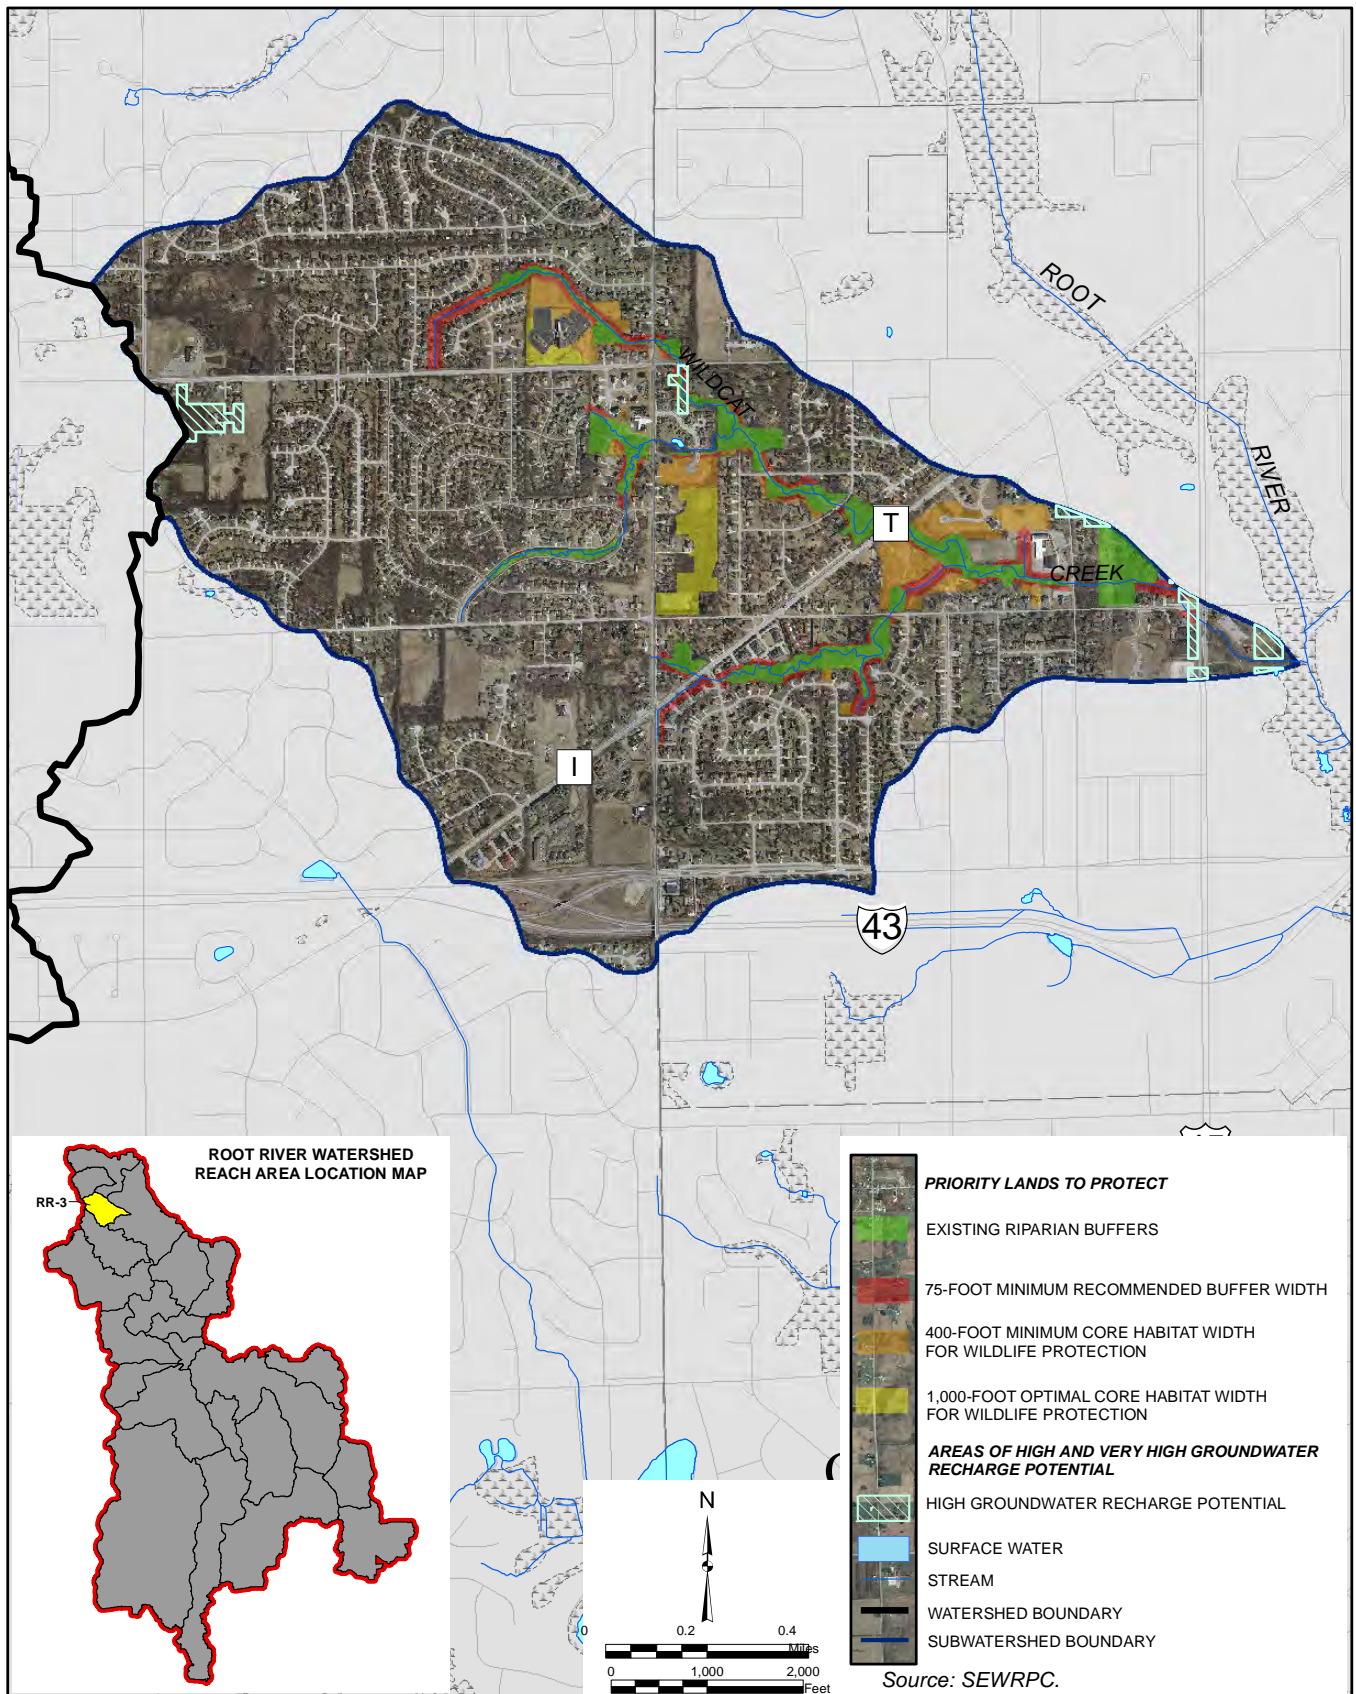 ROOT
RIVER
WILDCAT
T
CREEK
I
43
ROOT RIVER WATERSHED
REACH AREA LOCATION MAP
RR-3
PRIORITY LANDS TO PROTECT
EXISTING RIPARIAN BUFFERS
75-FOOT MINIMUM RECOMMENDED BUFFER WIDTH
400-FOOT MINIMUM CORE HABITAT WIDTH
FOR WILDLIFE PROTECTION
1,000-FOOT OPTIMAL CORE HABITAT WIDTH
FOR WILDLIFE PROTECTION
AREAS OF HIGH AND VERY HIGH GROUNDWATER
RECHARGE POTENTIAL
HIGH GROUNDWATER RECHARGE POTENTIAL
SURFACE WATER
STREAM
WATERSHED BOUNDARY
SUBWATERSHED BOUNDARY
Source: SEWRPC.
N
0 0.2 0.4
Miles
0 1,000 2,000
Feet